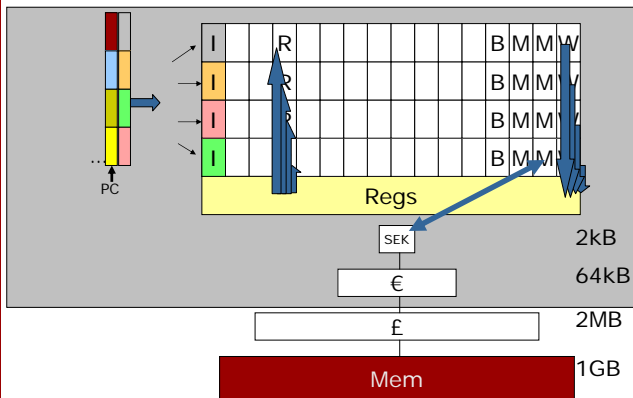 I R B M M W
I R B M M W
I R B M M W
I B M M W
... PC
Regs
SEK 2kB
€ 64kB
£ 2MB
Mem 1GB